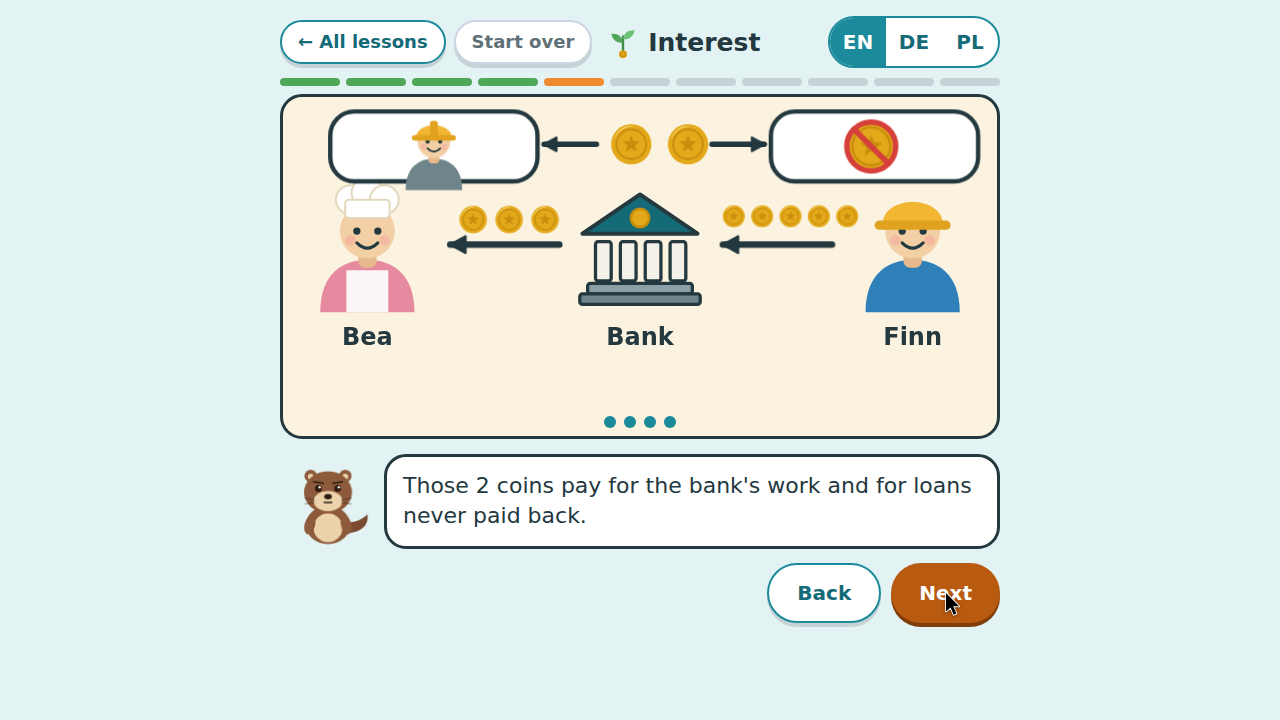 ← All lessons
Start over
Interest
EN
DE
PL
Bea
Bank
Finn
Those 2 coins pay for the bank's work and for loans
never paid back.
Back
Next